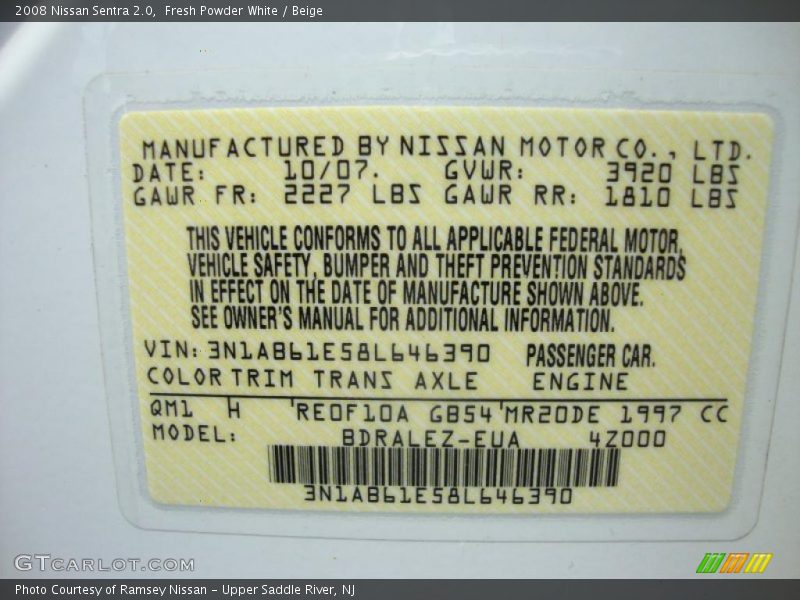 2008 Nissan Sentra 2.0,  Fresh Powder White / Beige
MANUFACTURED BY NISSAN MOTOR CO., LTD.
DATE: 10/07. GVWR: 3920 LBS
GAWR FR: 2227 LBS GAWR RR: 1810 LBS
THIS VEHICLE CONFORMS TO ALL APPLICABLE FEDERAL MOTOR,
VEHICLE SAFETY, BUMPER AND THEFT PREVENTION STANDARDS
IN EFFECT ON THE DATE OF MANUFACTURE SHOWN ABOVE.
SEE OWNER'S MANUAL FOR ADDITIONAL INFORMATION.
VIN: 3N1AB61E58L646390 PASSENGER CAR.
COLOR TRIM TRANS AXLE ENGINE
QM1 H 'RE0F10A GB54'MR20DE 1997 CC
MODEL: BDRALEZ-EUA 4Z000
3N1AB61E58L646390
GTCARLOT.COM
Photo Courtesy of Ramsey Nissan - Upper Saddle River, NJ